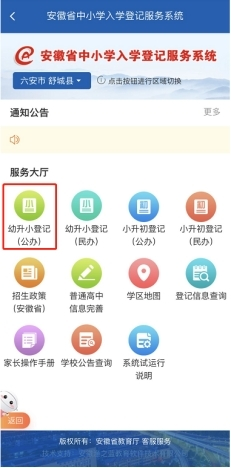 安徽省中小学入学登记服务系统
安徽省中小学入学登记服务系统
六安市 舒城县
点击按钮进行区域切换
通知公告
更多
服务大厅
幼升小登记
(公办)
幼升小登记
(民办)
小升初登记
(公办)
小升初登记
(民办)
招生政策
(安徽省)
普通高中
信息完善
学区地图
登记信息查询
家长操作手册
学校公告查询
系统试运行
说明
返回
版权所有：安徽省教育厅 客服服务